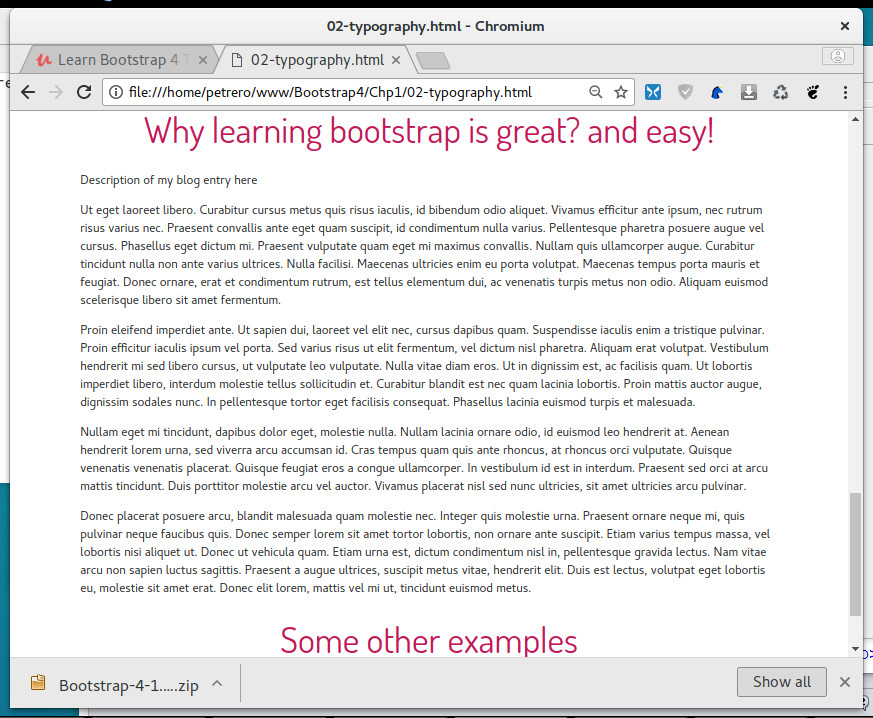 02-typography.html - Chromium
Learn Bootstrap 4 T
02-typography.html
file:///home/petrero/www/Bootstrap4/Chp1/02-typography.html
Why learning bootstrap is great? and easy!
Description of my blog entry here
Ut eget laoreet libero. Curabitur cursus metus quis risus iaculis, id bibendum odio aliquet. Vivamus efficitur ante ipsum, nec rutrum
risus varius nec. Praesent convallis ante eget quam suscipit, id condimentum nulla varius. Pellentesque pharetra posuere augue vel
cursus. Phasellus eget dictum mi. Praesent vulputate quam eget mi maximus convallis. Nullam quis ullamcorper augue. Curabitur
tincidunt nulla non ante varius ultrices. Nulla facilisi. Maecenas ultricies enim eu porta volutpat. Maecenas tempus porta mauris et
feugiat. Donec ornare, erat et condimentum rutrum, est tellus elementum dui, ac venenatis turpis metus non odio. Aliquam euismod
scelerisque libero sit amet fermentum.
Proin eleifend imperdiet ante. Ut sapien dui, laoreet vel elit nec, cursus dapibus quam. Suspendisse iaculis enim a tristique pulvinar.
Proin efficitur iaculis ipsum vel porta. Sed varius risus ut elit fermentum, vel dictum nisl pharetra. Aliquam erat volutpat. Vestibulum
hendrerit mi sed libero cursus, ut vulputate leo vulputate. Nulla vitae diam eros. Ut in dignissim est, ac facilisis quam. Ut lobortis
imperdiet libero, interdum molestie tellus sollicitudin et. Curabitur blandit est nec quam lacinia lobortis. Proin mattis auctor augue,
dignissim sodales nunc. In pellentesque tortor eget facilisis consequat. Phasellus lacinia euismod turpis et malesuada.
Nullam eget mi tincidunt, dapibus dolor eget, molestie nulla. Nullam lacinia ornare odio, id euismod leo hendrerit at. Aenean
hendrerit lorem urna, sed viverra arcu accumsan id. Cras tempus quam quis ante rhoncus, at rhoncus orci vulputate. Quisque
venenatis venenatis placerat. Quisque feugiat eros a congue ullamcorper. In vestibulum id est in interdum. Praesent sed orci at arcu
mattis tincidunt. Duis porttitor molestie arcu vel auctor. Vivamus placerat nisl sed nunc ultricies, sit amet ultricies arcu pulvinar.
Donec placerat posuere arcu, blandit malesuada quam molestie nec. Integer quis molestie urna. Praesent ornare neque mi, quis
pulvinar neque faucibus quis. Donec semper lorem sit amet tortor lobortis, non ornare ante suscipit. Etiam varius tempus massa, vel
lobortis nisi aliquet ut. Donec ut vehicula quam. Etiam urna est, dictum condimentum nisl in, pellentesque gravida lectus. Nam vitae
arcu non sapien luctus sagittis. Praesent a augue ultrices, suscipit metus vitae, hendrerit elit. Duis est lectus, volutpat eget lobortis
eu, molestie sit amet erat. Donec elit lorem, mattis vel mi ut, tincidunt euismod metus.
Some other examples
Bootstrap-4-1.....zip
Show all